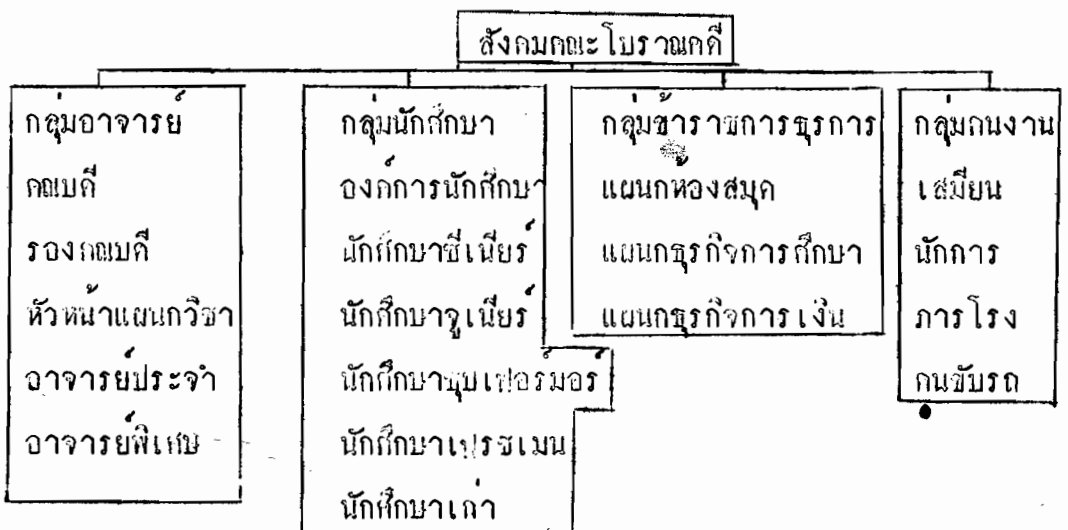 สังคมคณะโบราณคดี
กลุ่มอาจารย์
คณบดี
รองคณบดี
หัวหน้าแผนกวิชา
อาจารย์ประจำ
อาจารย์พิเศษ
กลุ่มนักศึกษา
องค์การนักศึกษา
นักศึกษาซีเนียร์
นักศึกษาจูเนียร์
นักศึกษาซุบเฟอร์มอร์
นักศึกษาเฟรชเมน
นักศึกษาเก่า
กลุ่มข้าราชการธุรการ
แผนกห้องสมุด
แผนกธุรกิจการศึกษา
แผนกธุรกิจการเงิน
กลุ่มคนงาน
เสมียน
นักการ
ภารโรง
คนขับรถ